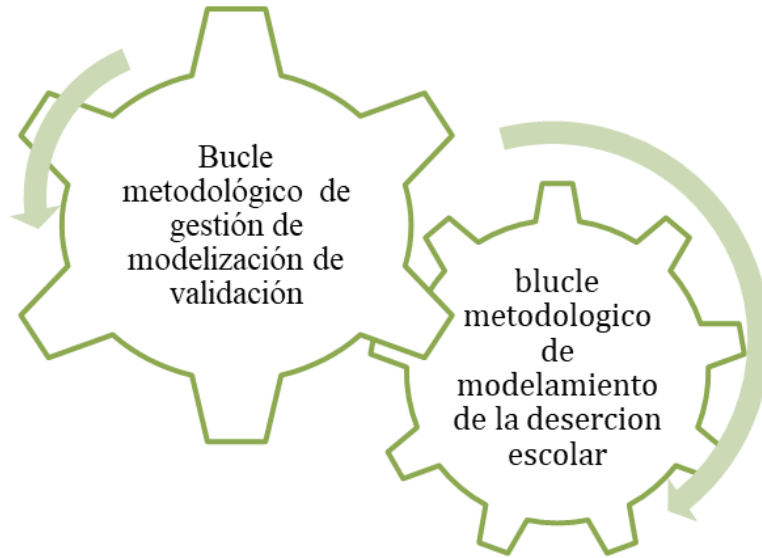 Bucle
metodológico de
gestión de
modelización de
validación
blucle
metodologico
de
modelamiento
de la desercion
escolar